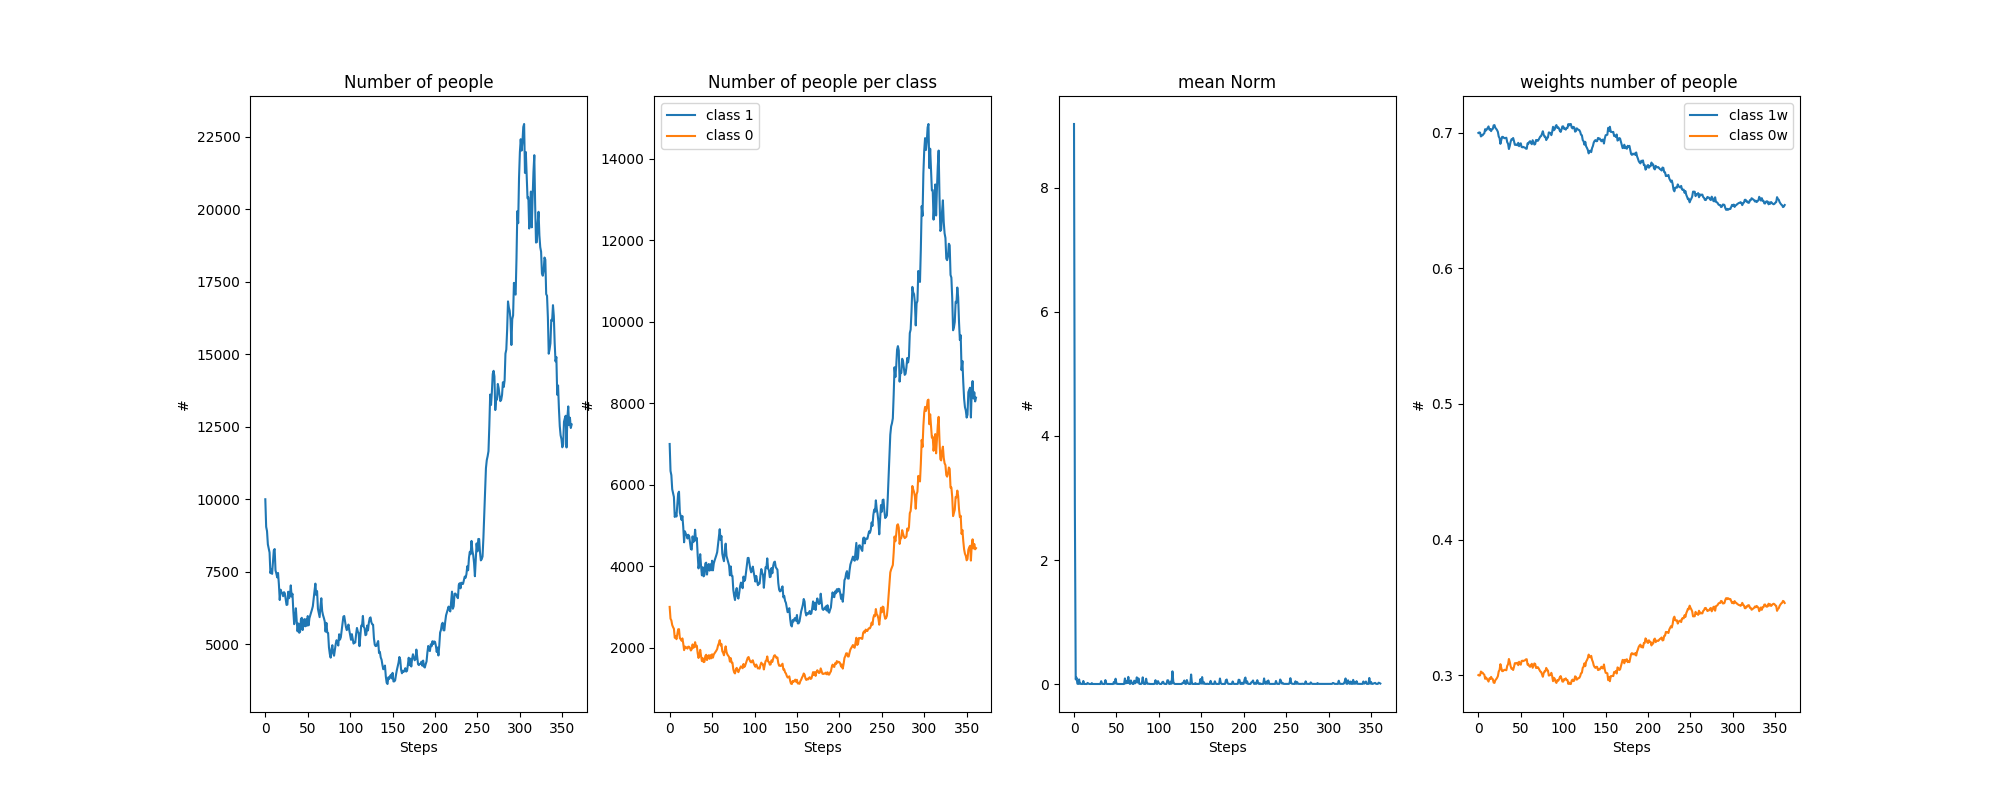 Number of people
22500
20000
17500
15000
12500
10000
7500
5000
#
0 50 100 150 200 250 300 350
Steps
Number of people per class
class 1
class 0
14000
12000
10000
8000
6000
4000
2000
#
0 50 100 150 200 250 300 350
Steps
mean Norm
8
6
4
2
0
#
0 50 100 150 200 250 300 350
Steps
weights number of people
class 1w
class 0w
0.7
0.6
0.5
0.4
0.3
#
0 50 100 150 200 250 300 350
Steps